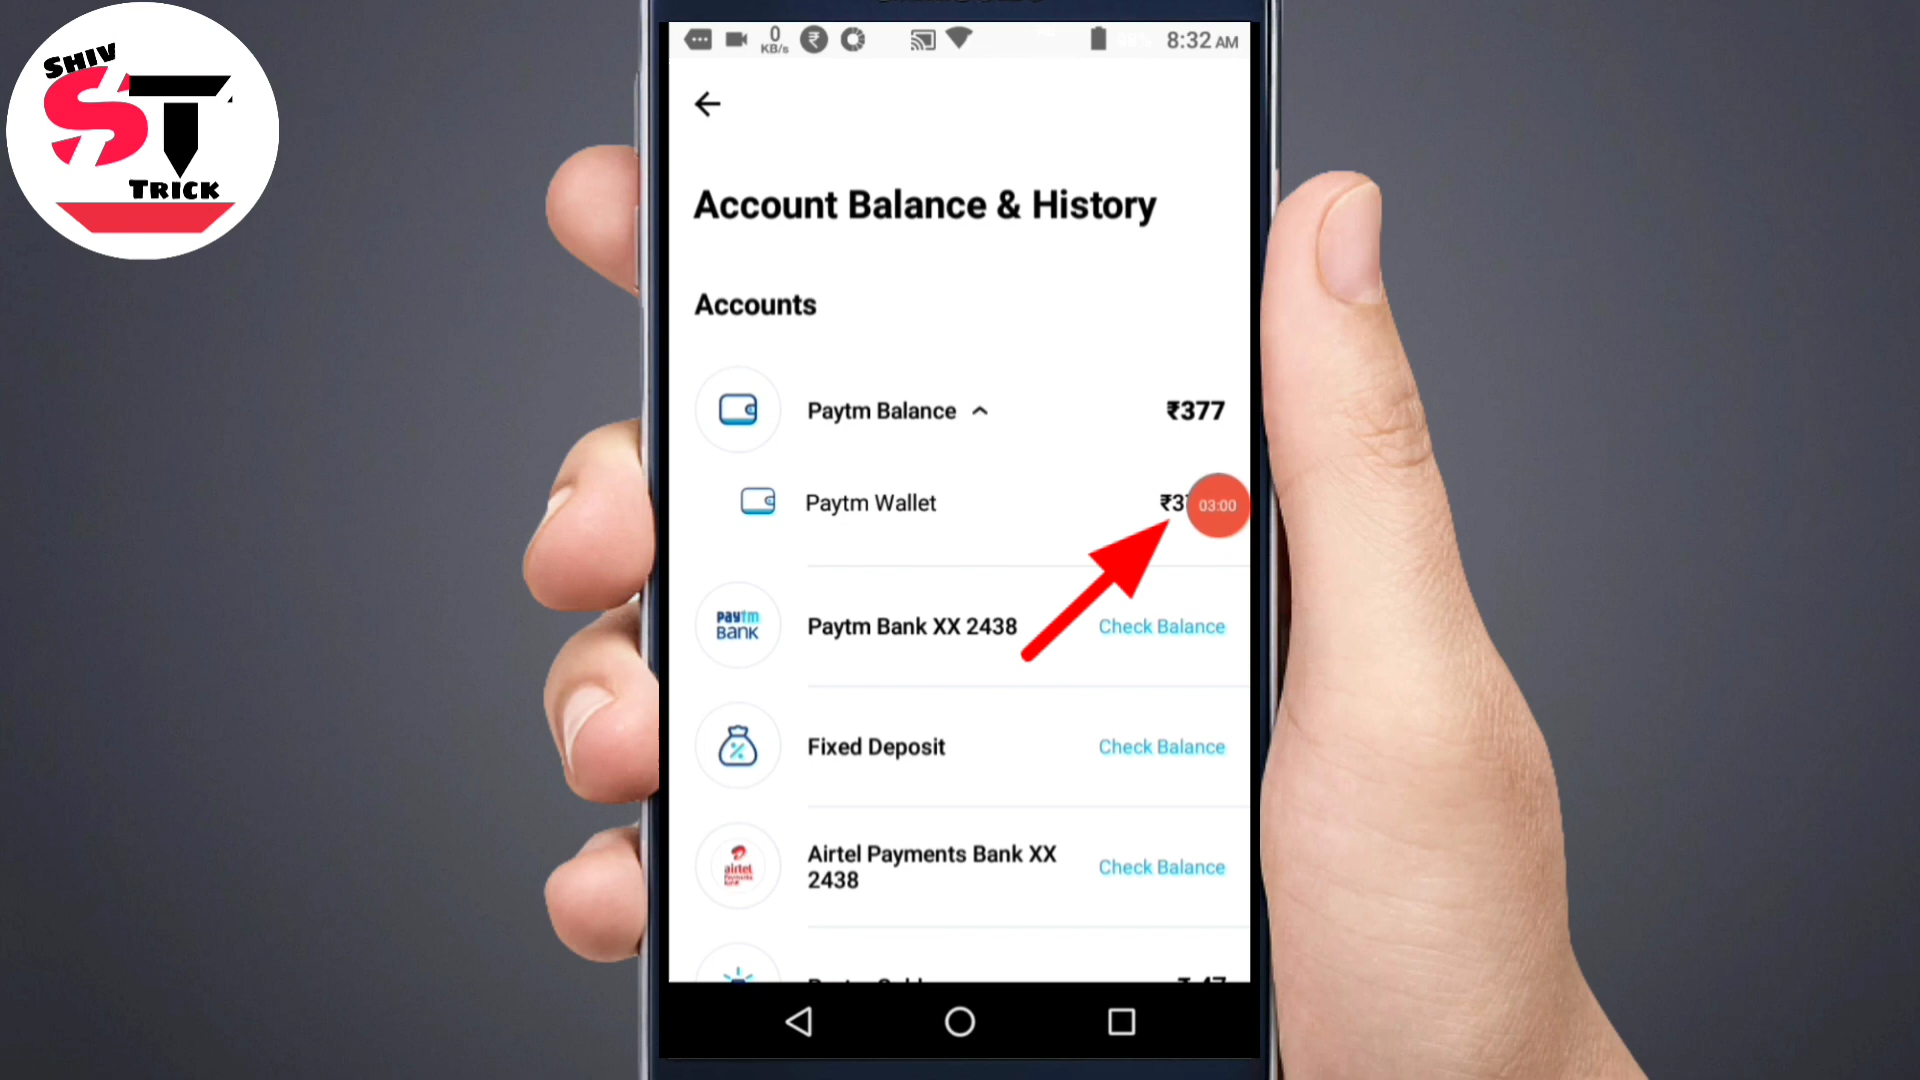 SHIV
ST
TRICK
0
KB/s
8:32 AM
Account Balance & History
Accounts
Paytm Balance
₹377
Paytm Wallet
03:00
paytm
BANK
Paytm Bank XX 2438
Check Balance
Fixed Deposit
Check Balance
airtel
Airtel Payments Bank XX
2438
Check Balance